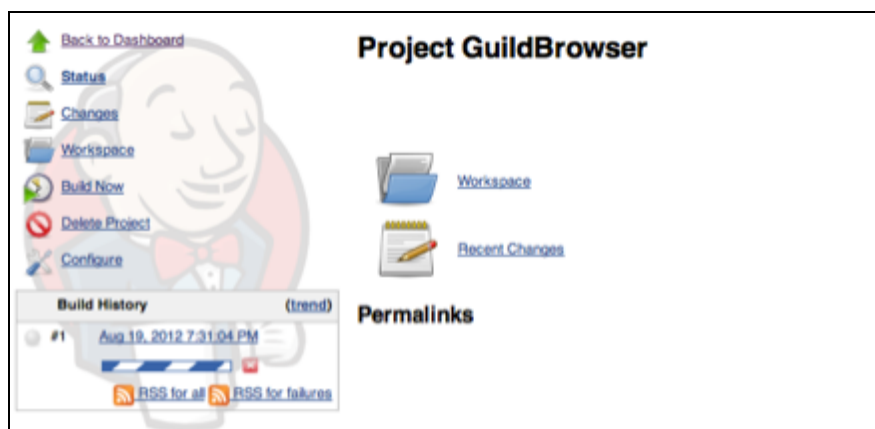 Back to Dashboard
Status
Changes
Workspace
Build Now
Delete Project
Configure
Build History (trend)
#1 Aug 19, 2012 7:31:04 PM
RSS for all RSS for failures
Project GuildBrowser
Workspace
Recent Changes
Permalinks